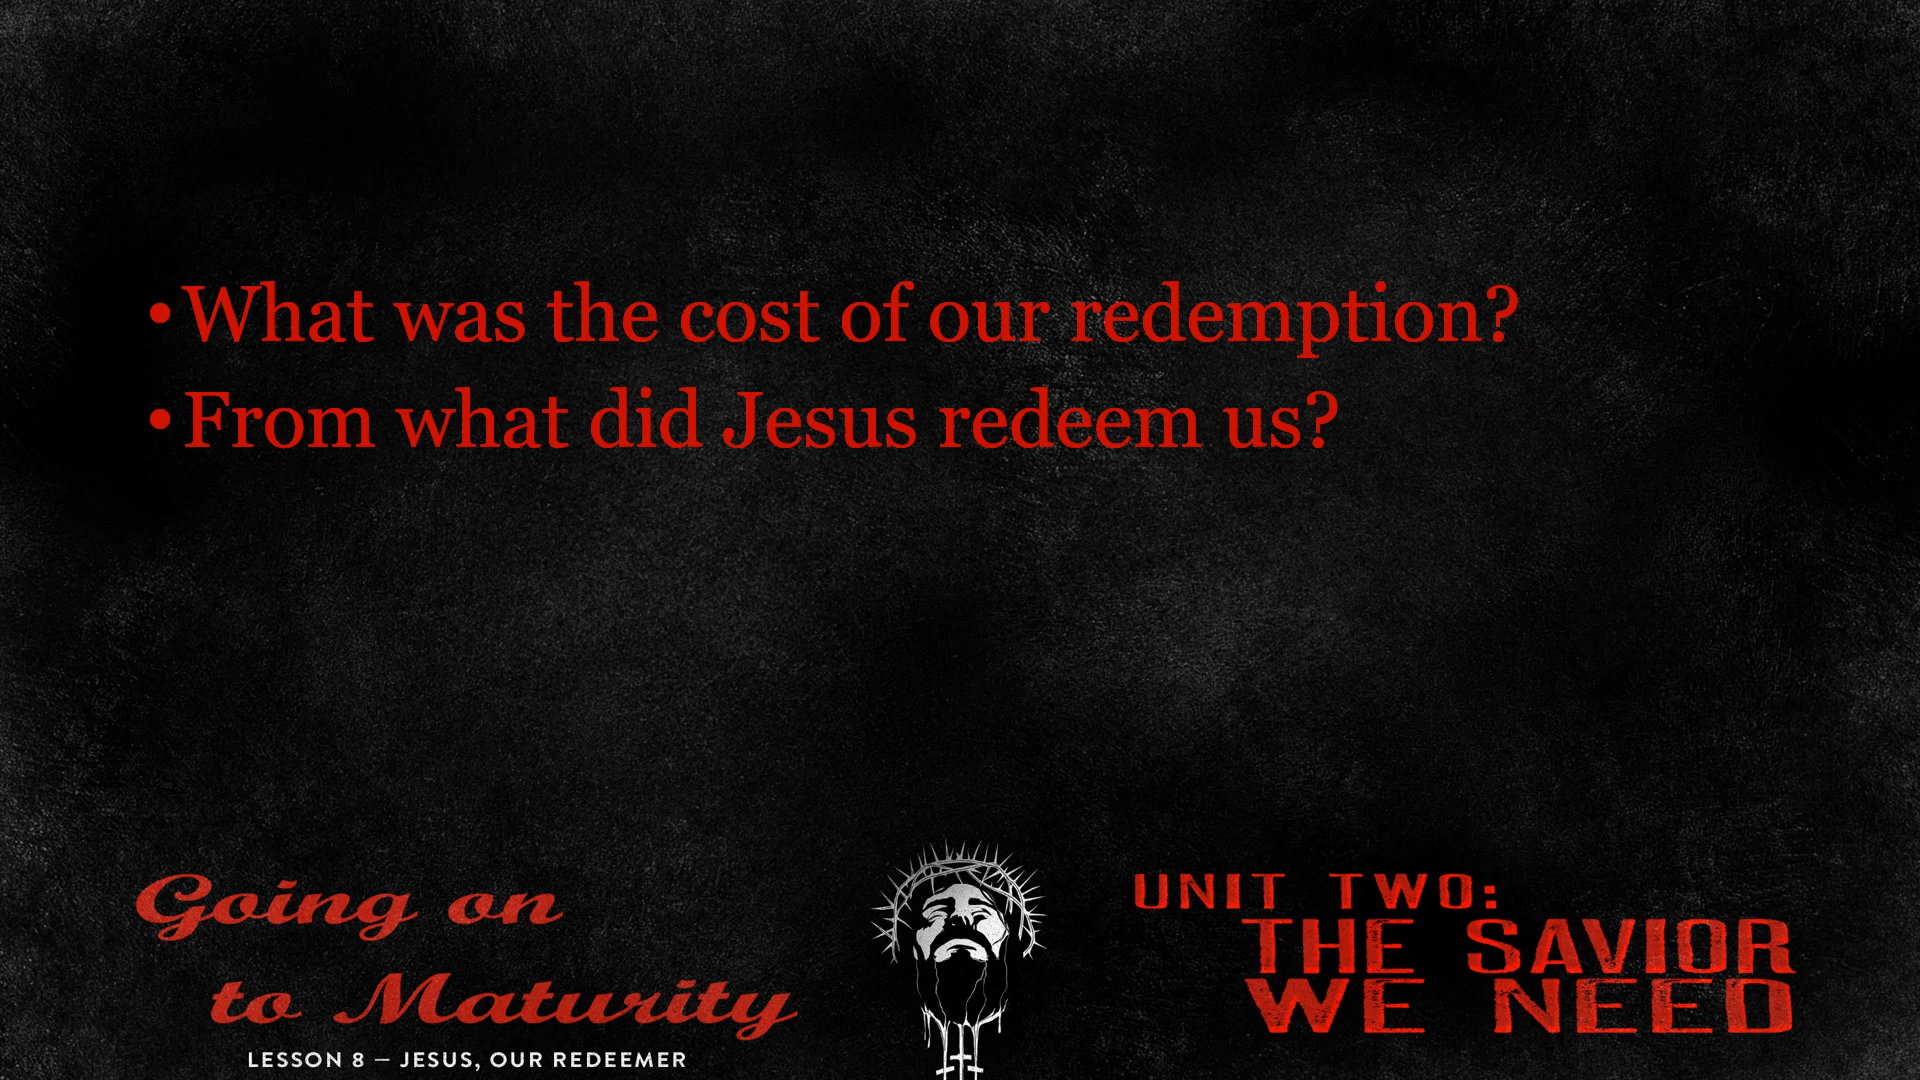 • What was the cost of our redemption?
• From what did Jesus redeem us?
Going on
to Maturity
LESSON 8 – JESUS, OUR REDEEMER
UNIT TWO:
THE SAVIOR
WE NEED